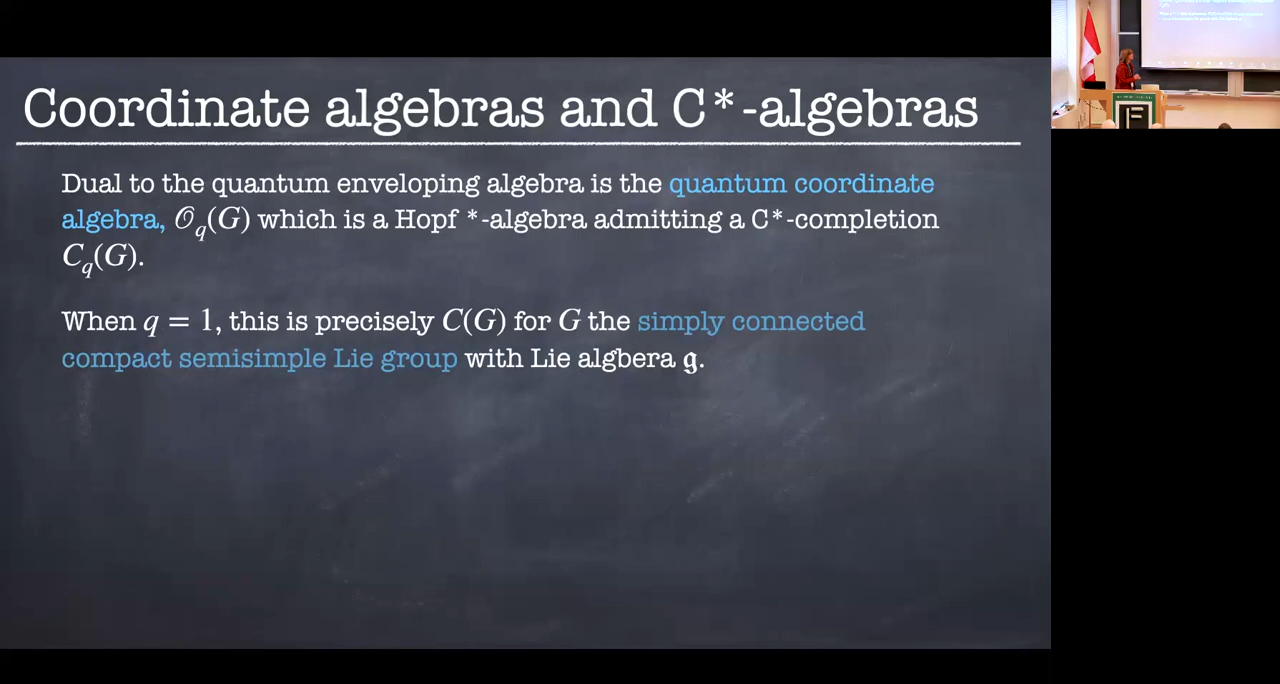 Coordinate algebras and C*-algebras
Dual to the quantum enveloping algebra is the quantum coordinate
algebra, 𝒪_q(G) which is a Hopf *-algebra admitting a C*-completion
C_q(G).
When q = 1, this is precisely C(G) for G the simply connected
compact semisimple Lie group with Lie algbera 𝔤.